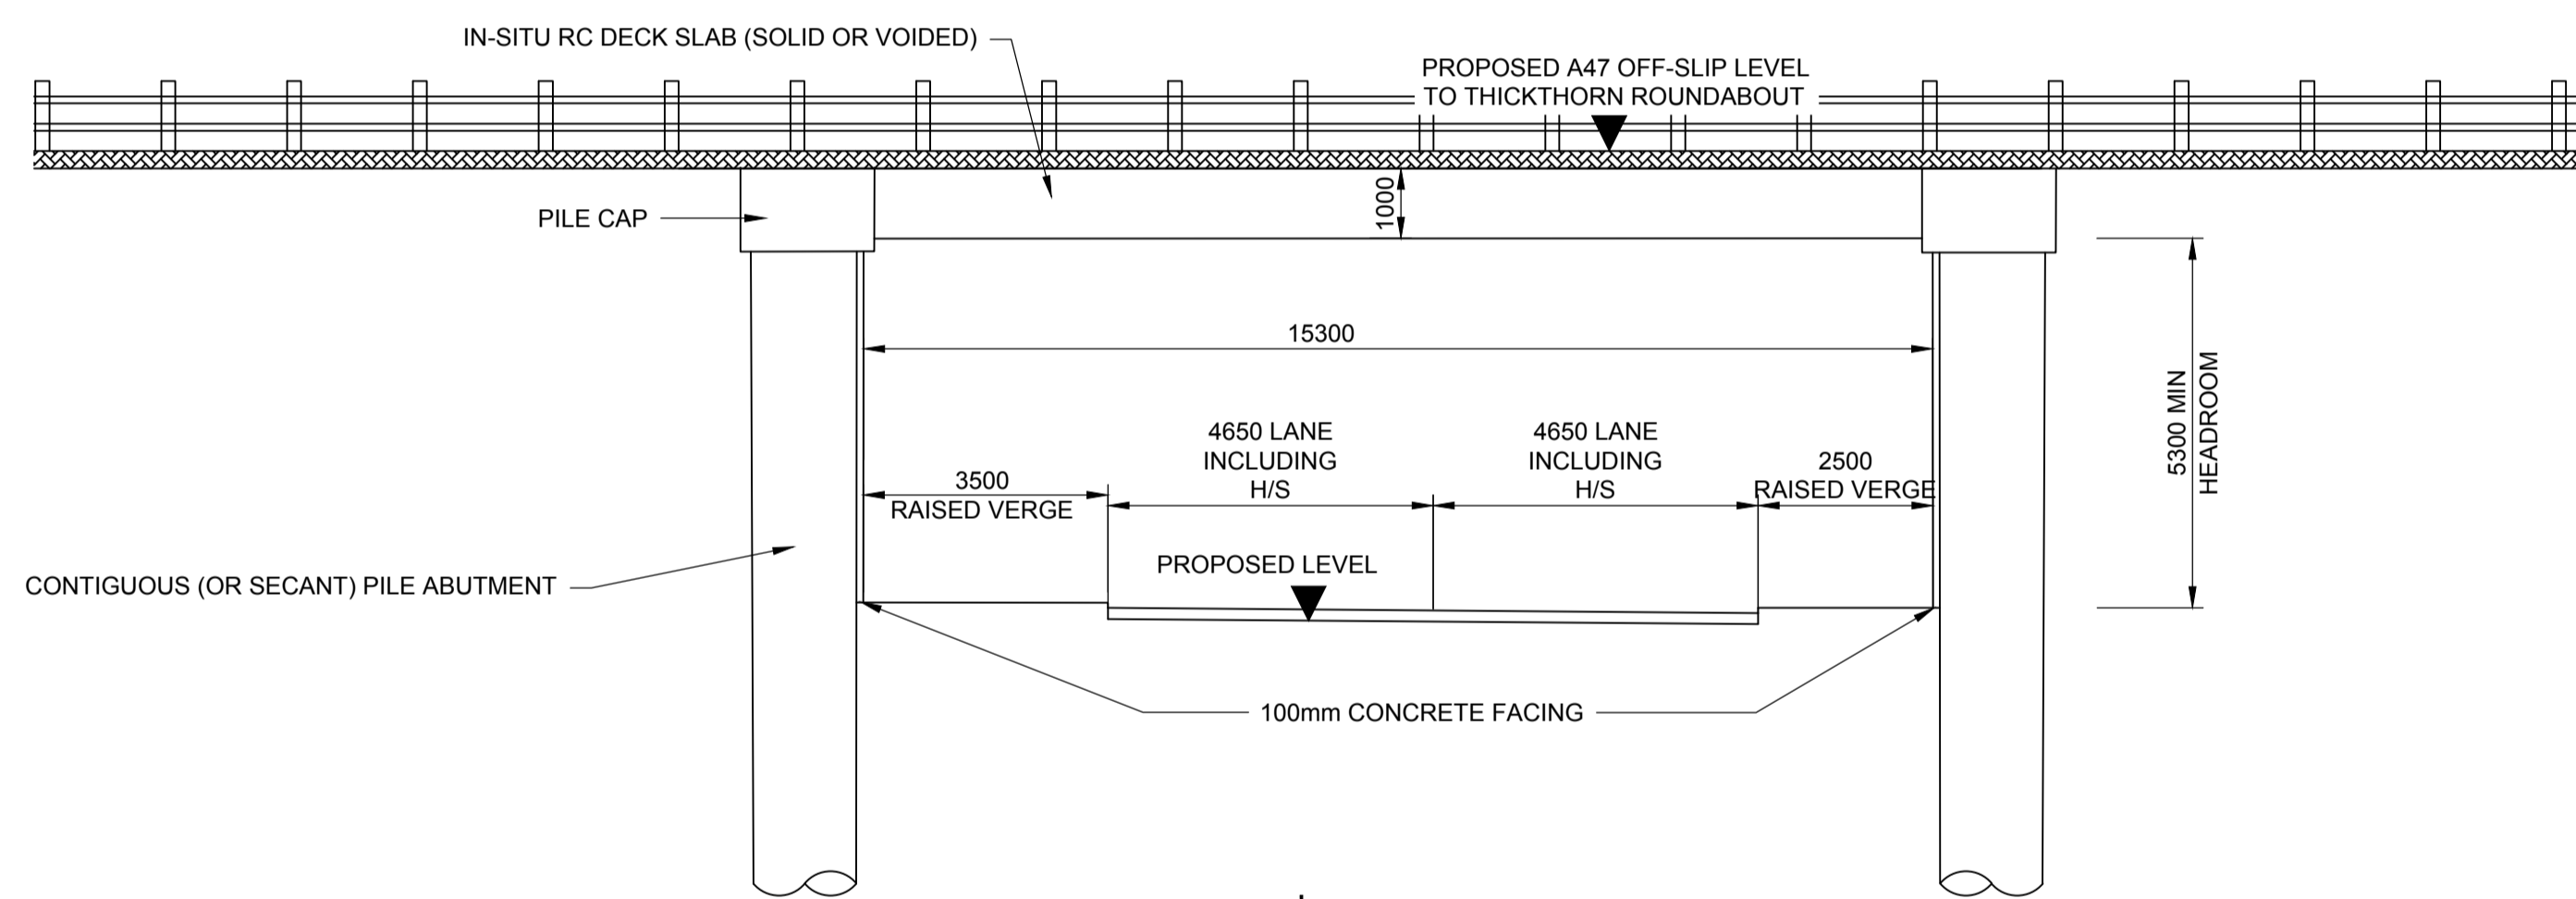 IN-SITU RC DECK SLAB (SOLID OR VOIDED)
PROPOSED A47 OFF-SLIP LEVEL
TO THICKTHORN ROUNDABOUT
1000
PILE CAP
15300
5300 MIN
HEADROOM
4650 LANE
INCLUDING
H/S
4650 LANE
INCLUDING
H/S
3500
RAISED VERGE
2500
RAISED VERGE
PROPOSED LEVEL
CONTIGUOUS (OR SECANT) PILE ABUTMENT
100mm CONCRETE FACING